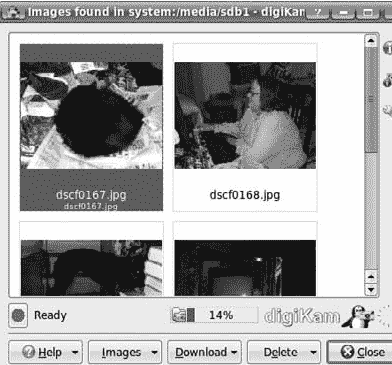 Images found in system:/media/sdb1 - digiKam
dscf0167.jpg
dscf0167.jpg
dscf0168.jpg
Ready
14%
digiKam
Help
Images
Download
Delete
Close